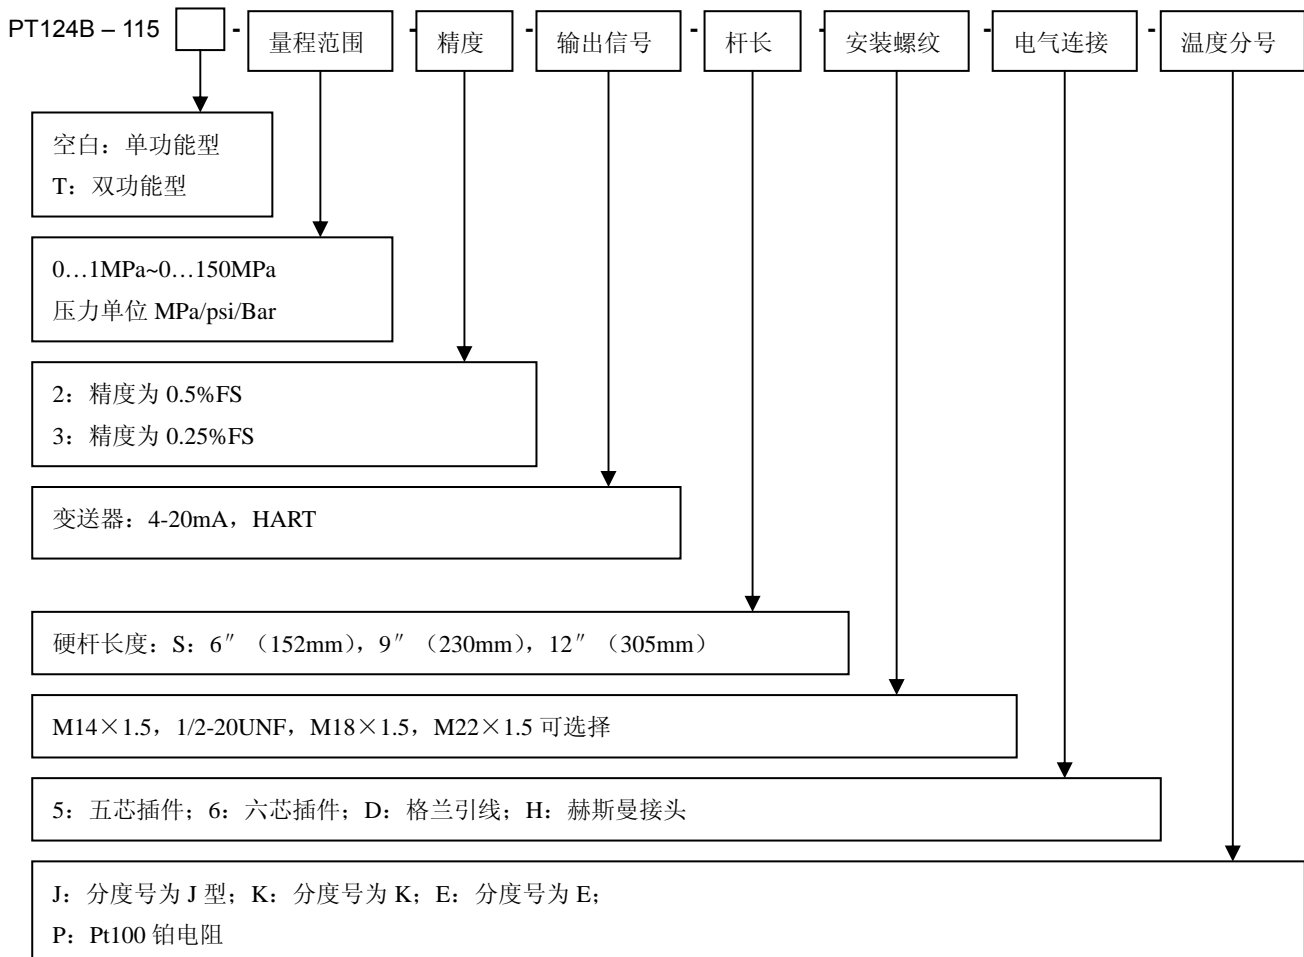 PT124B – 115 - 量程范围 - 精度 - 输出信号 - 杆长 - 安装螺纹 - 电气连接 - 温度分号
空白：单功能型
T：双功能型
0…1MPa~0…150MPa
压力单位 MPa/psi/Bar
2：精度为 0.5%FS
3：精度为 0.25%FS
变送器：4-20mA，HART
硬杆长度：S：6″（152mm），9″（230mm），12″（305mm）
M14×1.5，1/2-20UNF，M18×1.5，M22×1.5 可选择
5：五芯插件；6：六芯插件；D：格兰引线；H：赫斯曼接头
J：分度号为 J 型；K：分度号为 K；E：分度号为 E；
P：Pt100 铂电阻